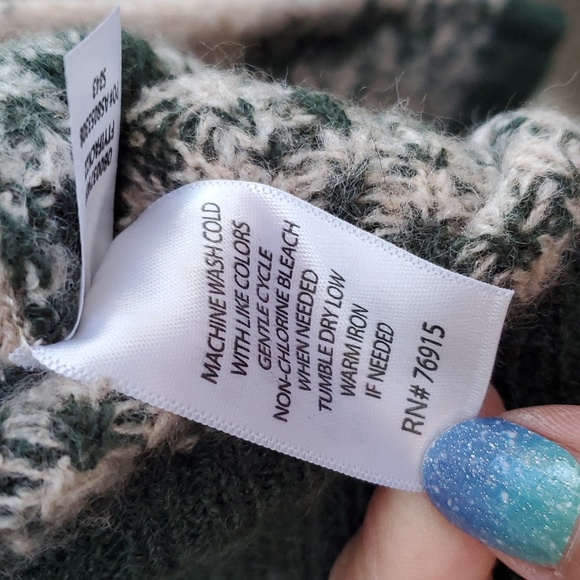 MACHINE WASH COLD
WITH LIKE COLORS
GENTLE CYCLE
NON-CHLORINE BLEACH
WHEN NEEDED
TUMBLE DRY LOW
WARM IRON
IF NEEDED
RN# 76915